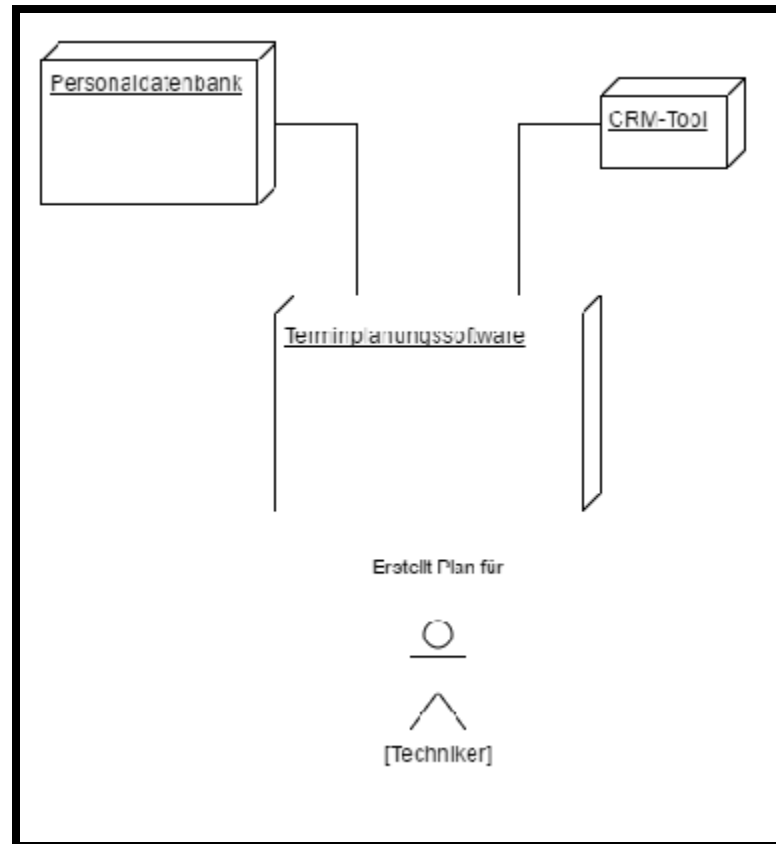 Personaldatenbank
CRM-Tool
Terminplanungssoftware
Erstellt Plan für
[Techniker]